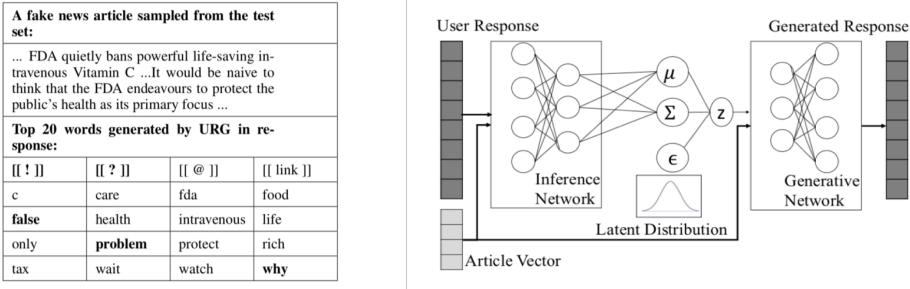 A fake news article sampled from the test
set:
... FDA quietly bans powerful life-saving in-
travenous Vitamin C ...It would be naive to
think that the FDA endeavours to protect the
public's health as its primary focus ...
Top 20 words generated by URG in re-
sponse:
[[ ! ]] [[ ? ]] [[ @ ]] [[ link ]]
c care fda food
false health intravenous life
only problem protect rich
tax wait watch why
User Response
Generated Response
μ
Σ
z
ϵ
Inference
Network
Generative
Network
Latent Distribution
Article Vector